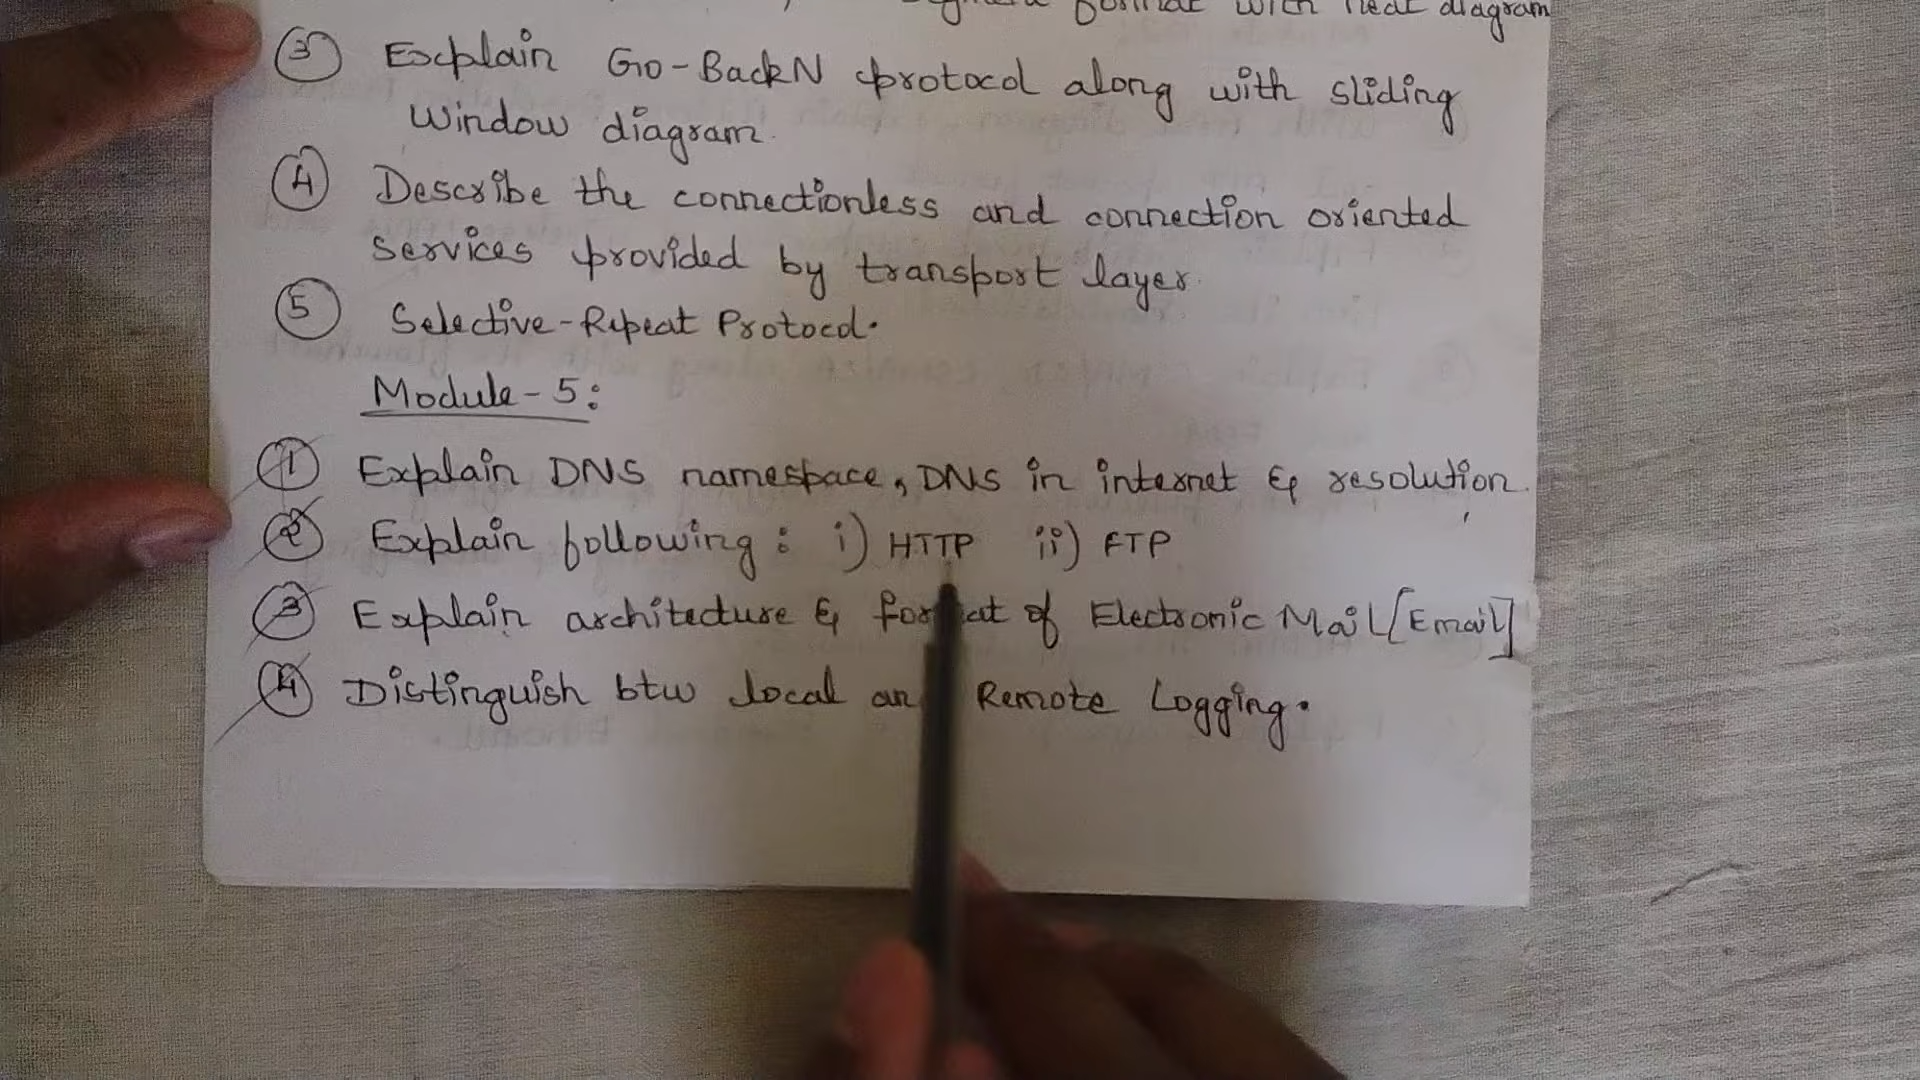 with neat diagram
③ Explain Go-BackN protocol along with sliding
window diagram.
④ Describe the connectionless and connection oriented
services provided by transport layer.
⑤ Selective-Repeat Protocol.
Module-5:
① Explain DNS namespace, DNS in internet & resolution.
② Explain following: i) HTTP ii) FTP
③ Explain architecture & format of Electronic Mail [Email]
④ Distinguish btw local and Remote Logging.